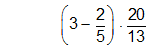 (3 − 2/5) · 20/13